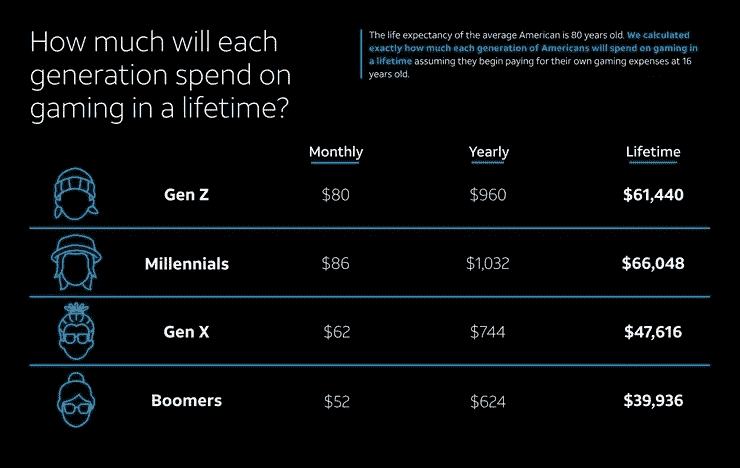 How much will each
generation spend on
gaming in a lifetime?
The life expectancy of the average American is 80 years old. We calculated
exactly how much each generation of Americans will spend on gaming in
a lifetime assuming they begin paying for their own gaming expenses at 16
years old.
Monthly Yearly Lifetime
Gen Z $80 $960 $61,440
Millennials $86 $1,032 $66,048
Gen X $62 $744 $47,616
Boomers $52 $624 $39,936